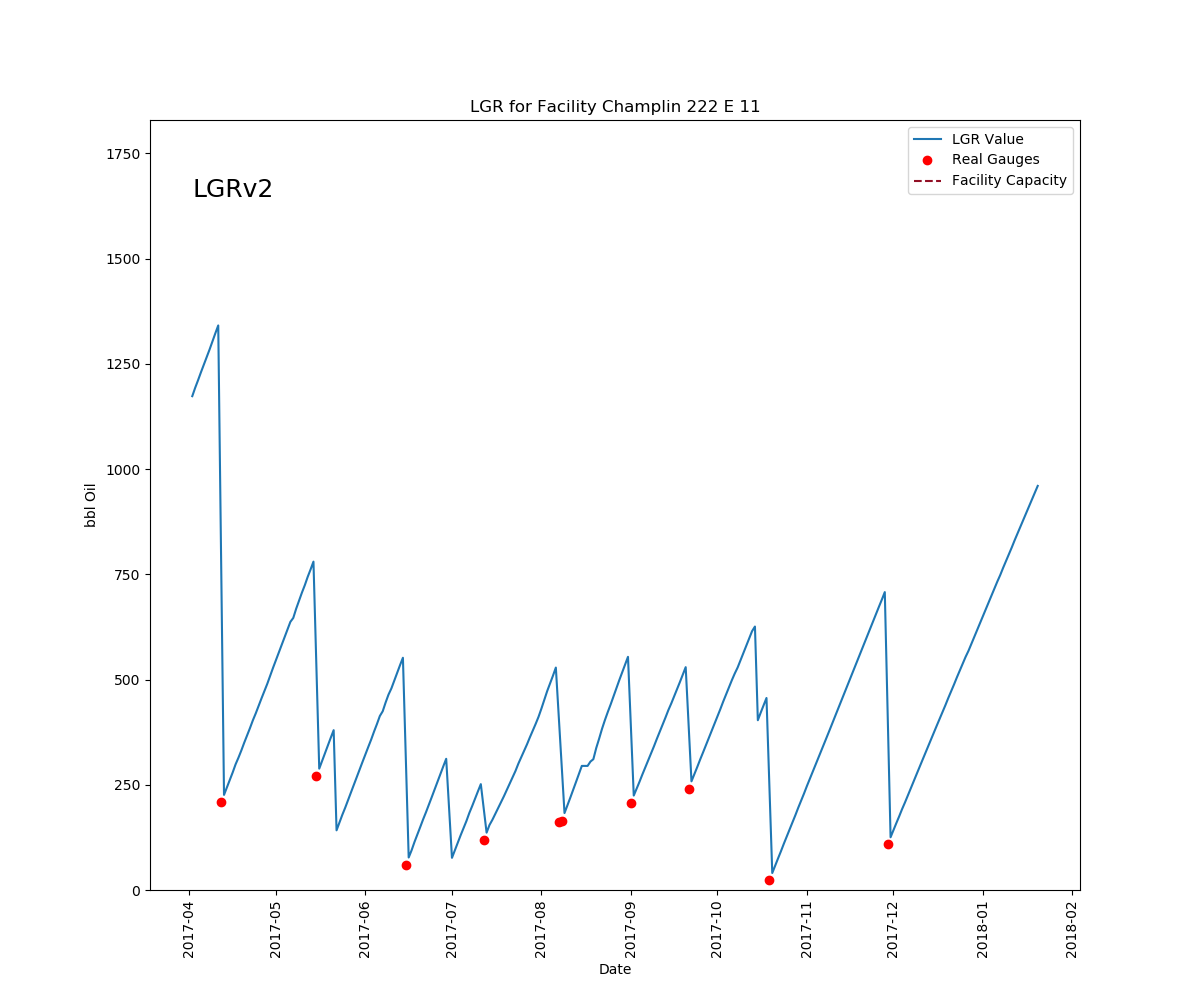 LGR for Facility Champlin 222 E 11
LGRv2
LGR Value
Real Gauges
Facility Capacity
bbl Oil
1750
1500
1250
1000
750
500
250
0
2017-04
2017-05
2017-06
2017-07
2017-08
2017-09
2017-10
2017-11
2017-12
2018-01
2018-02
Date